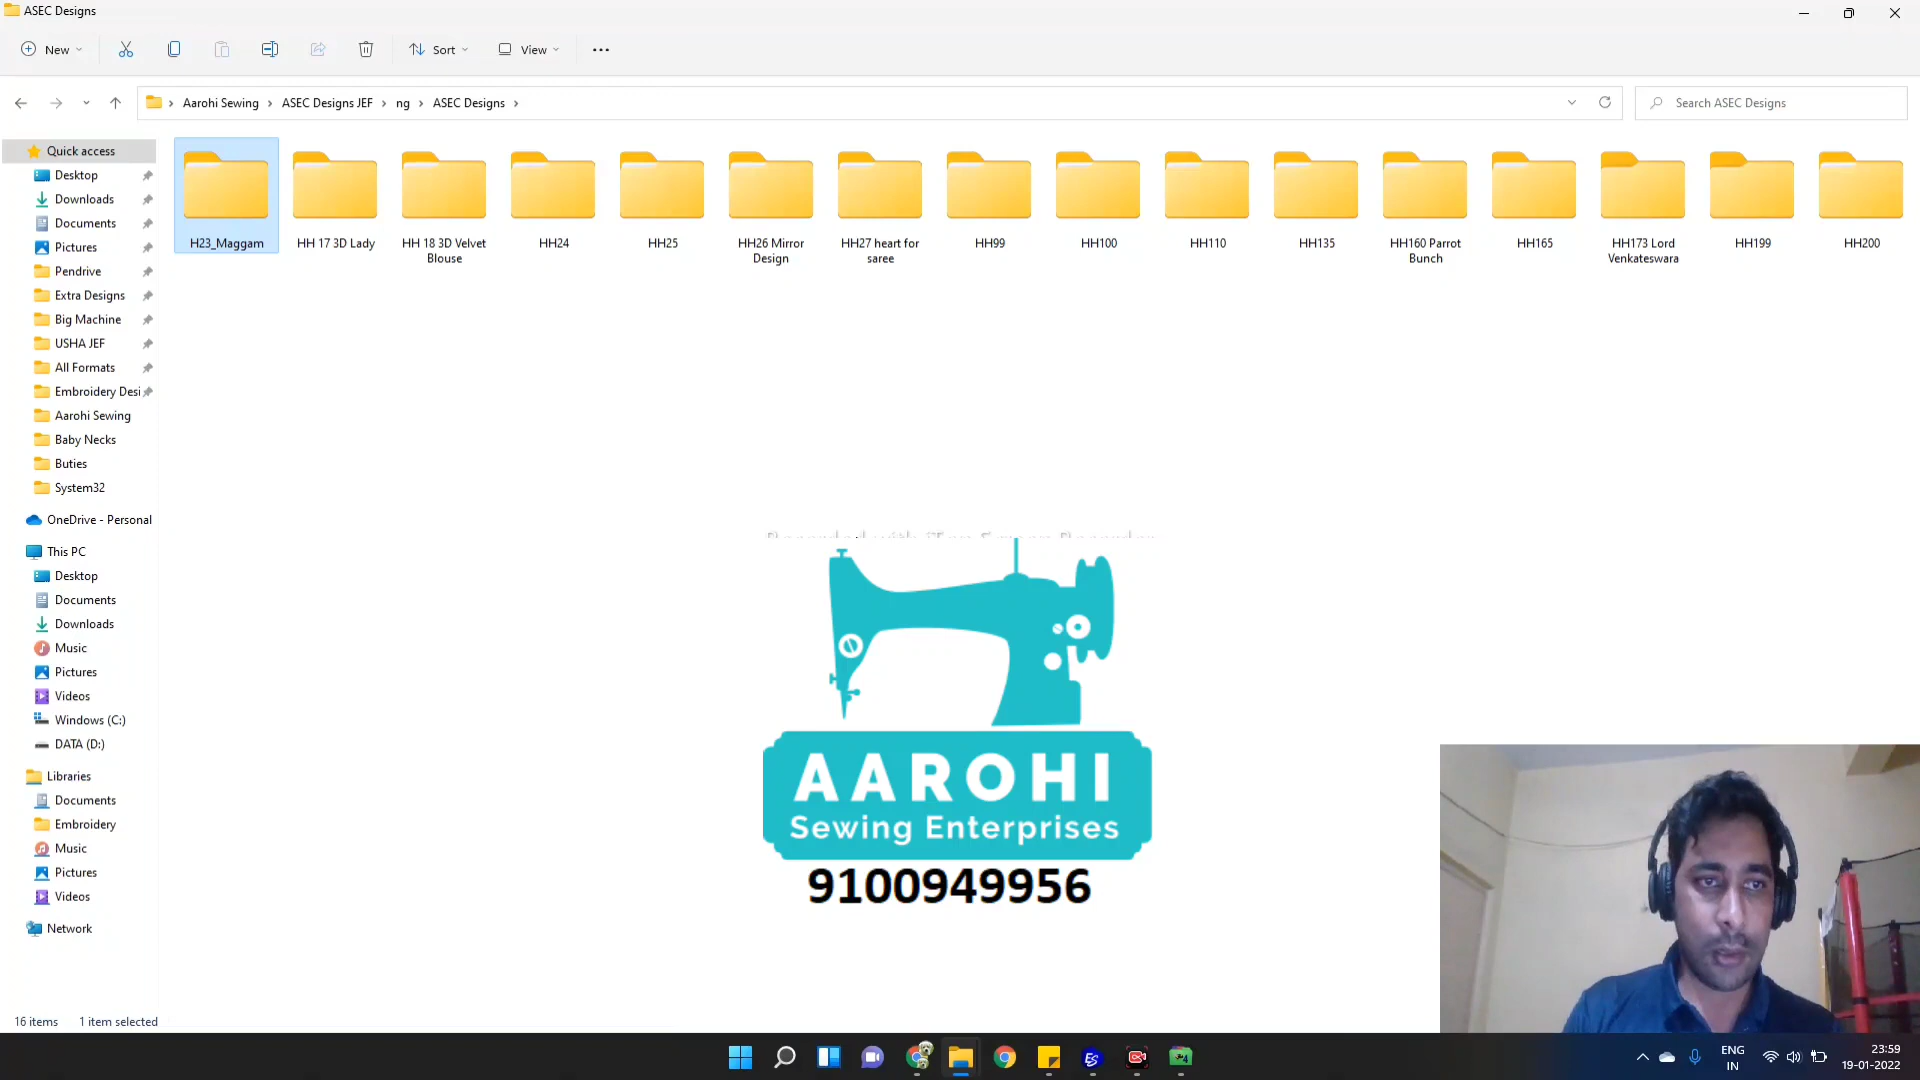 ASEC Designs
New
Sort
View
Aarohi Sewing
ASEC Designs JEF
ng
ASEC Designs
Search ASEC Designs
Quick access
Desktop
Downloads
Documents
Pictures
Pendrive
Extra Designs
Big Machine
USHA JEF
All Formats
Embroidery Desi
Aarohi Sewing
Baby Necks
Buties
System32
OneDrive - Personal
This PC
Desktop
Documents
Downloads
Music
Pictures
Videos
Windows (C:)
DATA (D:)
Libraries
Documents
Embroidery
Music
Pictures
Videos
Network
H23_Maggam
HH 17 3D Lady
HH 18 3D Velvet
Blouse
HH24
HH25
HH26 Mirror
Design
HH27 heart for
saree
HH99
HH100
HH110
HH135
HH160 Parrot
Bunch
HH165
HH173 Lord
Venkateswara
HH199
HH200
AAROHI
Sewing Enterprises
9100949956
16 items
1 item selected
ENG
IN
23:59
19-01-2022